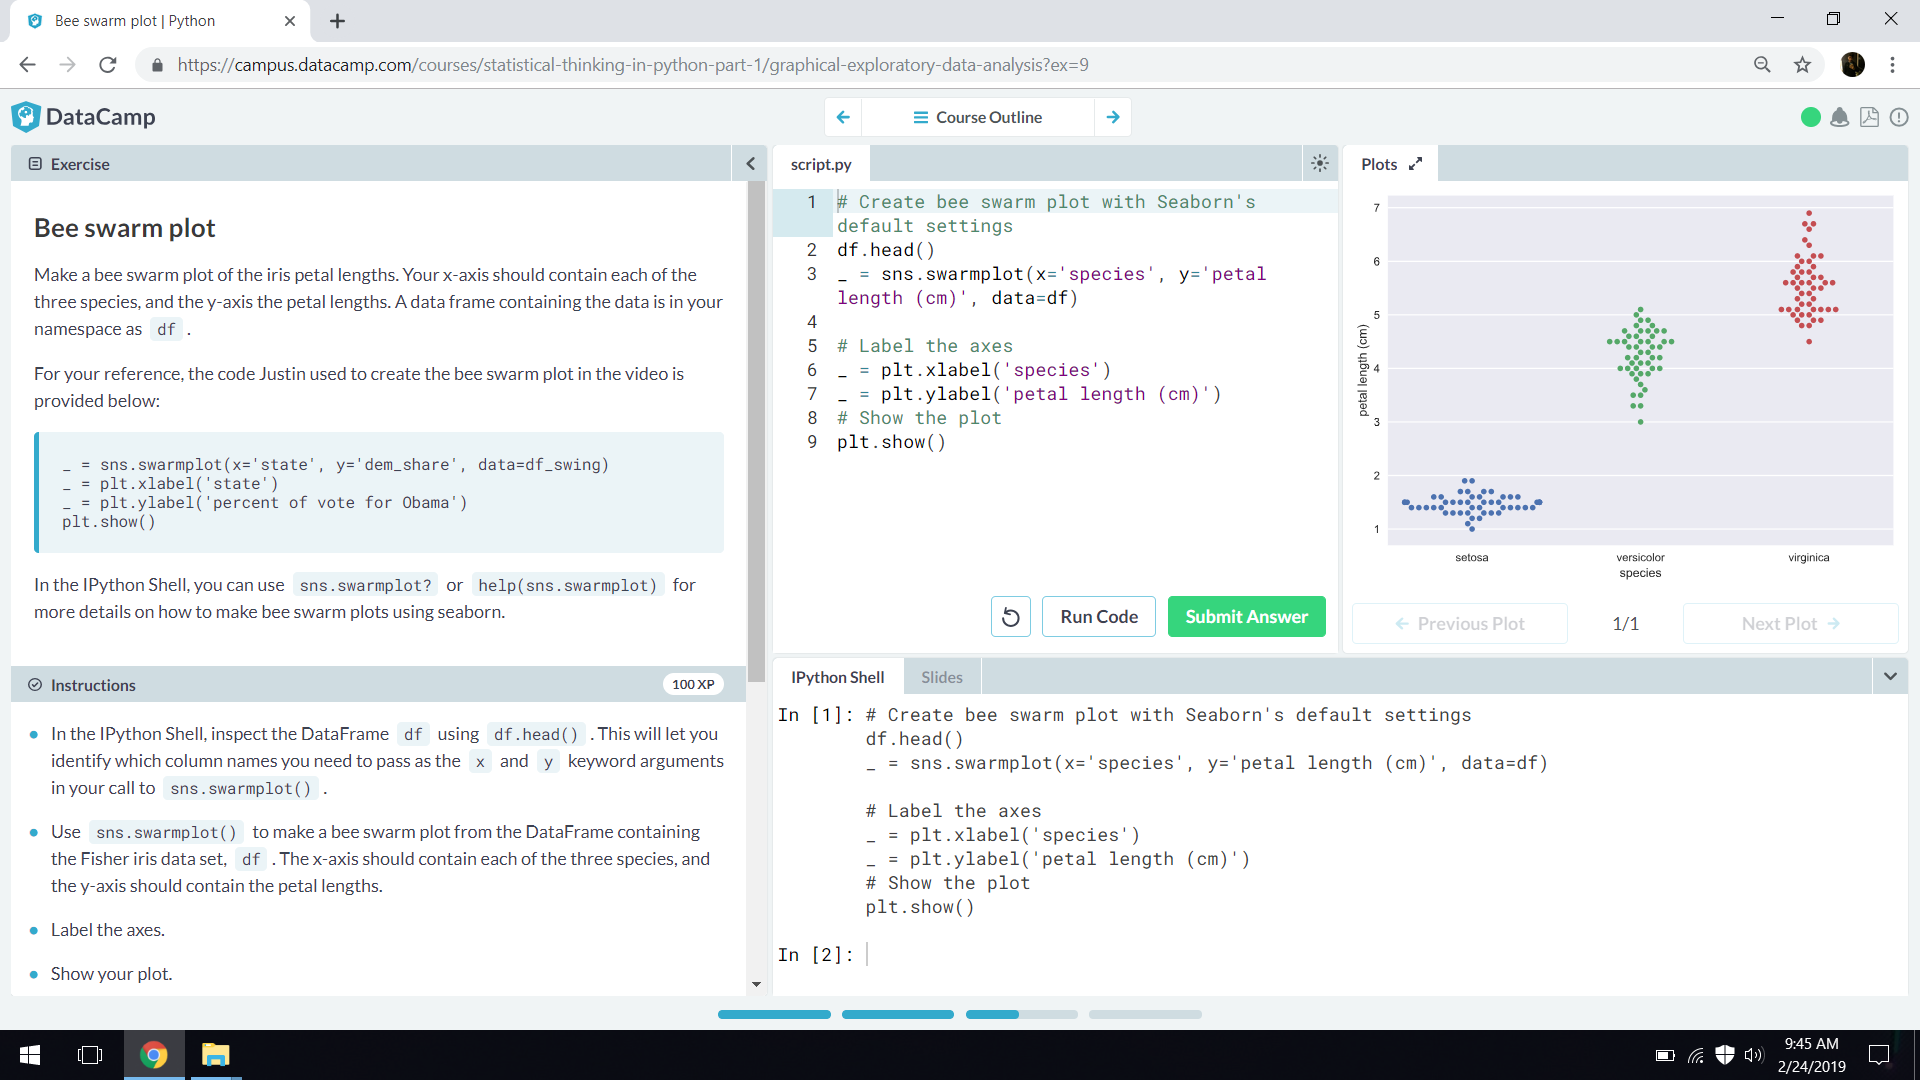 Bee swarm plot | Python
https://campus.datacamp.com/courses/statistical-thinking-in-python-part-1/graphical-exploratory-data-analysis?ex=9
DataCamp
Course Outline
Exercise
Bee swarm plot
Make a bee swarm plot of the iris petal lengths. Your x-axis should contain each of the
three species, and the y-axis the petal lengths. A data frame containing the data is in your
namespace as df .
For your reference, the code Justin used to create the bee swarm plot in the video is
provided below:
_ = sns.swarmplot(x='state', y='dem_share', data=df_swing)
_ = plt.xlabel('state')
_ = plt.ylabel('percent of vote for Obama')
plt.show()
In the IPython Shell, you can use sns.swarmplot? or help(sns.swarmplot) for
more details on how to make bee swarm plots using seaborn.
Instructions
100 XP
In the IPython Shell, inspect the DataFrame df using df.head() . This will let you
identify which column names you need to pass as the x and y keyword arguments
in your call to sns.swarmplot() .
Use sns.swarmplot() to make a bee swarm plot from the DataFrame containing
the Fisher iris data set, df . The x-axis should contain each of the three species, and
the y-axis should contain the petal lengths.
Label the axes.
Show your plot.
script.py
1 # Create bee swarm plot with Seaborn's
default settings
2 df.head()
3 _ = sns.swarmplot(x='species', y='petal
length (cm)', data=df)
4
5 # Label the axes
6 _ = plt.xlabel('species')
7 _ = plt.ylabel('petal length (cm)')
8 # Show the plot
9 plt.show()
Run Code
Submit Answer
Plots
7
6
5
4
3
2
1
petal length (cm)
setosa versicolor virginica
species
Previous Plot 1/1 Next Plot
IPython Shell
Slides
In [1]: # Create bee swarm plot with Seaborn's default settings
df.head()
_ = sns.swarmplot(x='species', y='petal length (cm)', data=df)
# Label the axes
_ = plt.xlabel('species')
_ = plt.ylabel('petal length (cm)')
# Show the plot
plt.show()
In [2]:
9:45 AM
2/24/2019